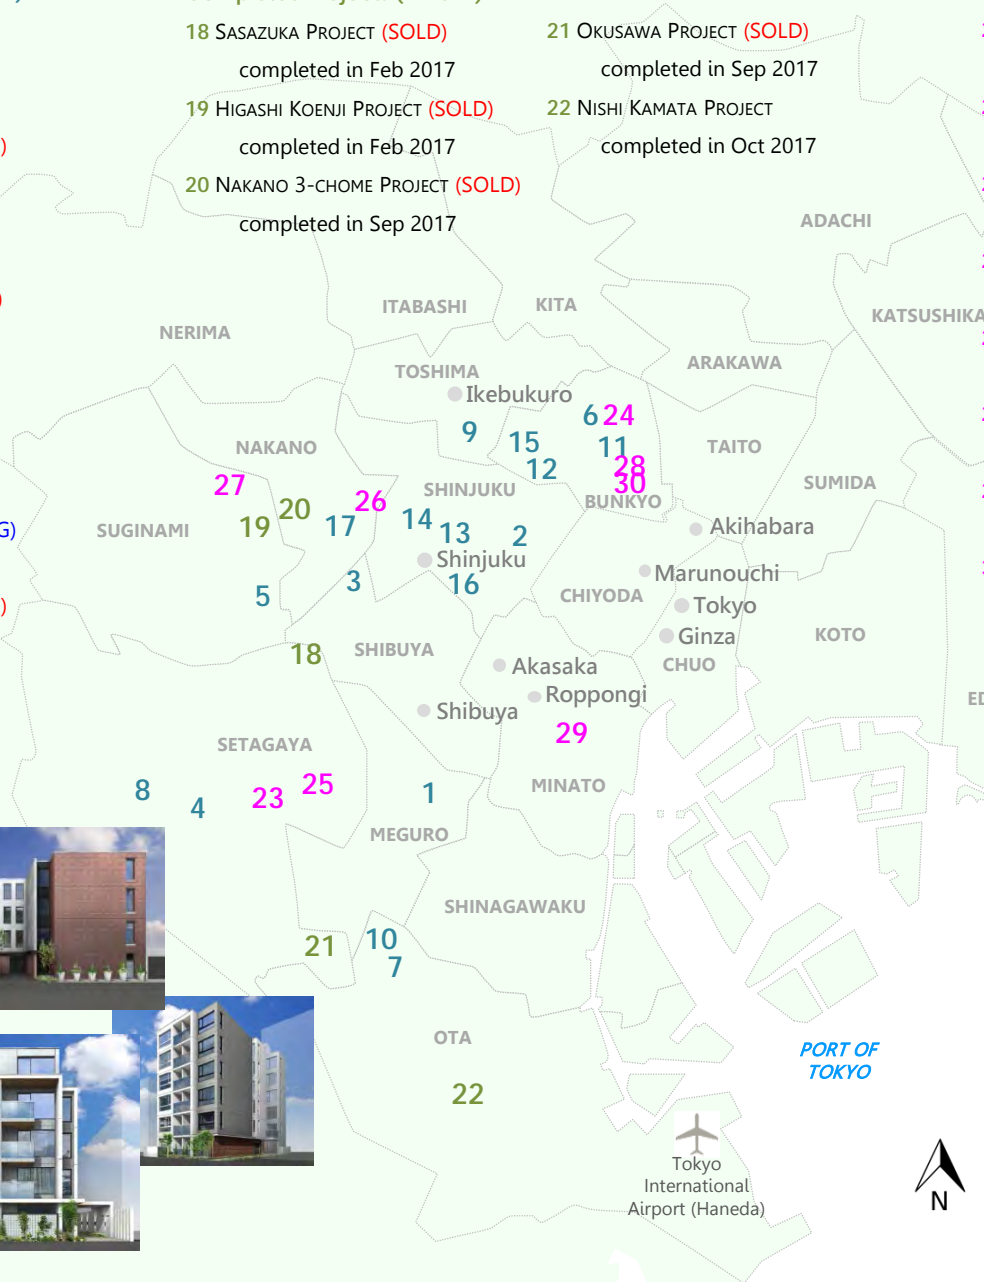 18 SASAZUKA PROJECT (SOLD)
completed in Feb 2017
19 HIGASHI KOENJI PROJECT (SOLD)
completed in Feb 2017
20 NAKANO 3-CHOME PROJECT (SOLD)
completed in Sep 2017
21 OKUSAWA PROJECT (SOLD)
completed in Sep 2017
22 NISHI KAMATA PROJECT
completed in Oct 2017
)
)
G)
)
ADACHI
ITABASHI
KITA
KATSUSHIKA
NERIMA
TOSHIMA
ARAKAWA
Ikebukuro
6
24
9
15
11
NAKANO
TAITO
12
28
27
30
SHINJUKU
SUMIDA
26
BUNKYO
20
14
19
17
13
2
SUGINAMI
Akihabara
Shinjuku
3
16
Marunouchi
5
CHIYODA
Tokyo
Ginza
KOTO
18
SHIBUYA
CHUO
Akasaka
Roppongi
ED
Shibuya
29
SETAGAYA
25
MINATO
8
4
23
1
MEGURO
SHINAGAWAKU
21
10
7
OTA
PORT OF
TOKYO
22
Tokyo
International
Airport (Haneda)
N